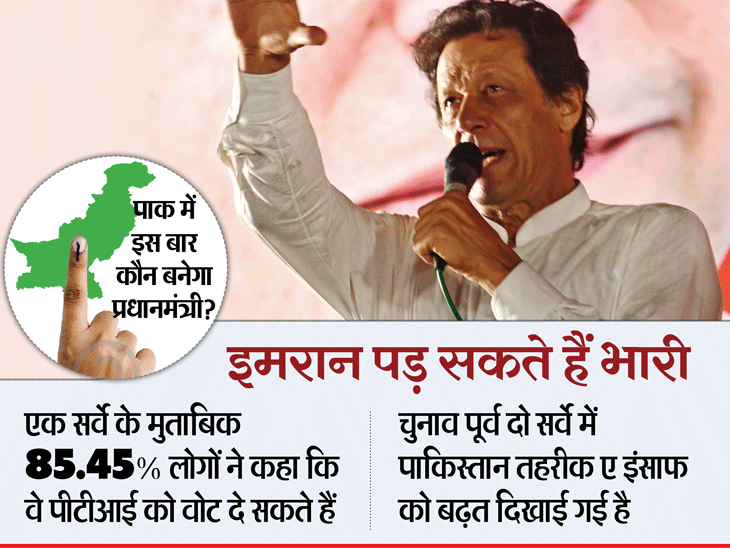 पाक में
इस बार
कौन बनेगा
प्रधानमंत्री?
इमरान पड़ सकते हैं भारी
एक सर्वे के मुताबिक
85.45% लोगों ने कहा कि
वे पीटीआई को वोट दे सकते हैं
चुनाव पूर्व दो सर्वे में
पाकिस्तान तहरीक ए इंसाफ
को बढ़त दिखाई गई है